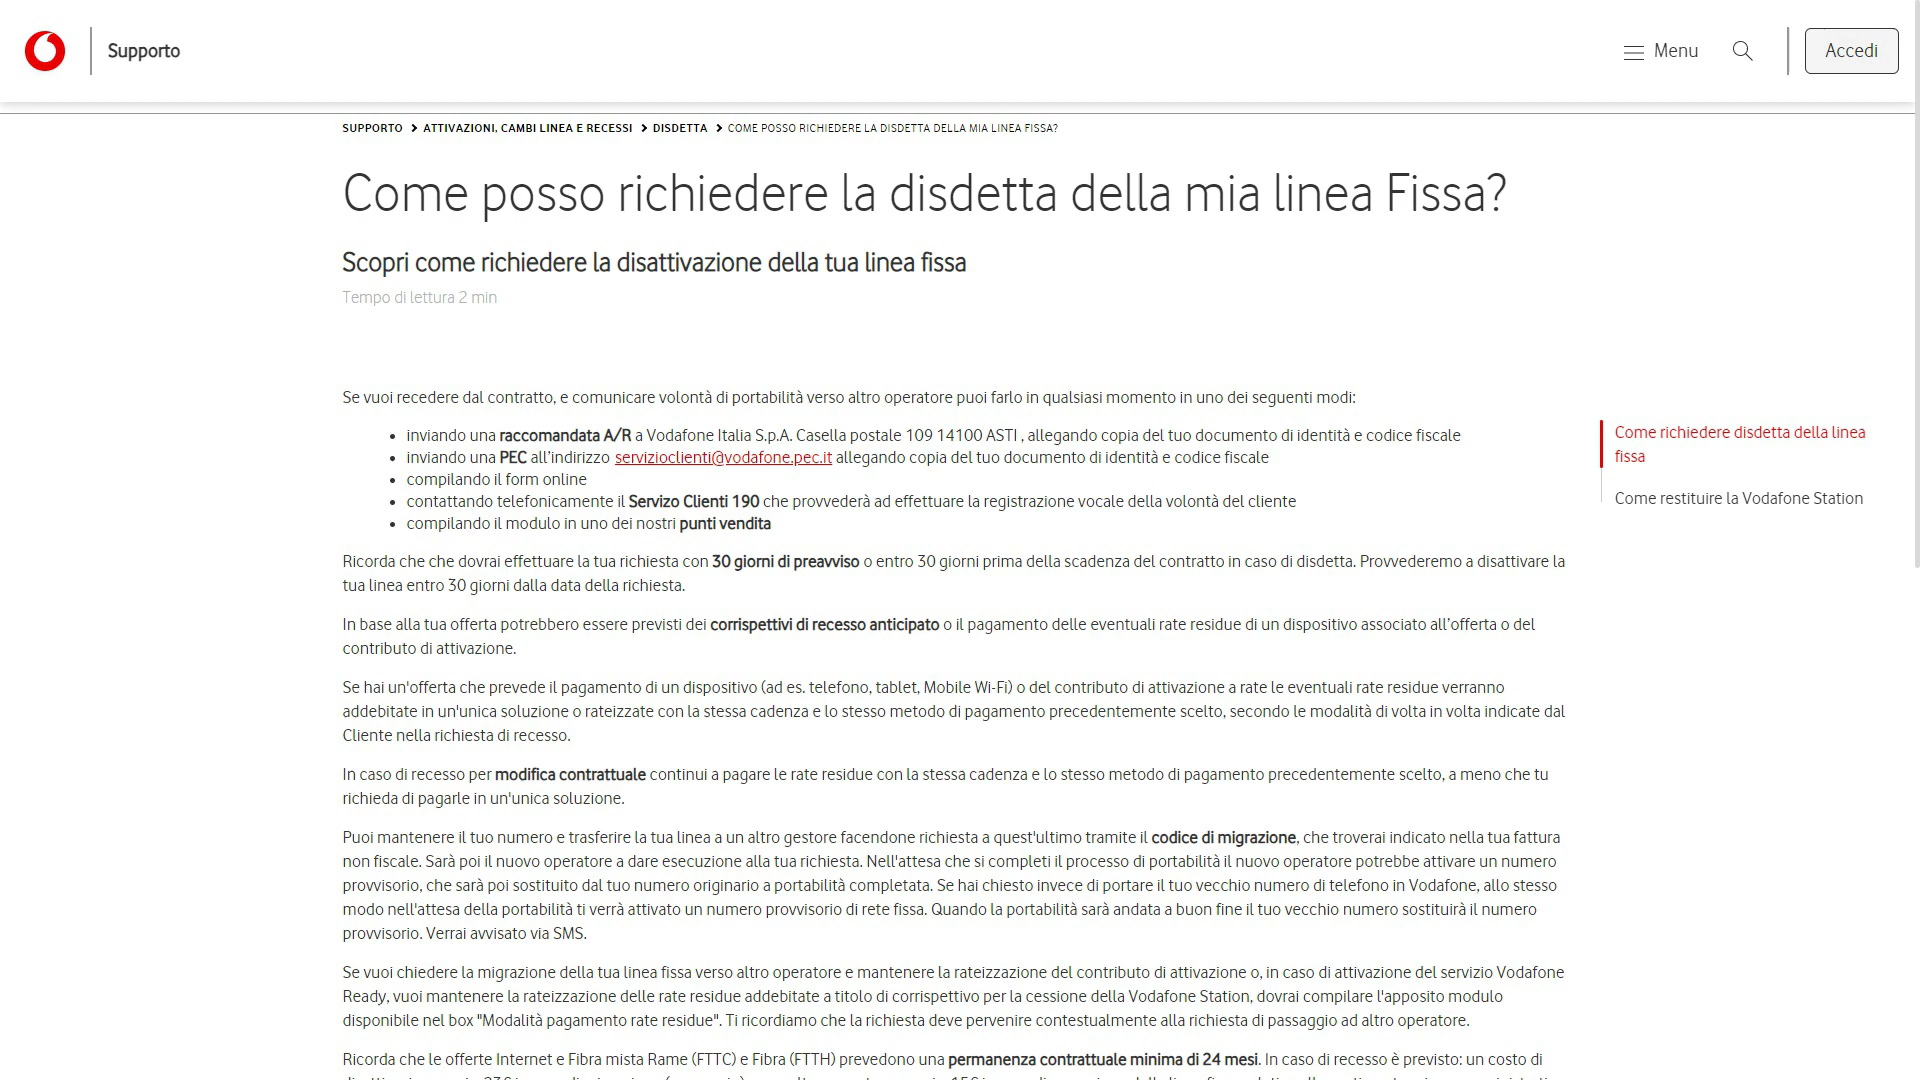 Supporto
Menu
Accedi
SUPPORTO
ATTIVAZIONI, CAMBI LINEA E RECESSI
DISDETTA
COME POSSO RICHIEDERE LA DISDETTA DELLA MIA LINEA FISSA?
Come posso richiedere la disdetta della mia linea Fissa?
Scopri come richiedere la disattivazione della tua linea fissa
Tempo di lettura 2 min
Se vuoi recedere dal contratto, e comunicare volontà di portabilità verso altro operatore puoi farlo in qualsiasi momento in uno dei seguenti modi:
inviando una raccomandata A/R a Vodafone Italia S.p.A. Casella postale 109 14100 ASTI , allegando copia del tuo documento di identità e codice fiscale
inviando una PEC all’indirizzo servizioclienti@vodafone.pec.it allegando copia del tuo documento di identità e codice fiscale
compilando il form online
contattando telefonicamente il Servizo Clienti 190 che provvederà ad effettuare la registrazione vocale della volontà del cliente
compilando il modulo in uno dei nostri punti vendita
Ricorda che che dovrai effettuare la tua richiesta con 30 giorni di preavviso o entro 30 giorni prima della scadenza del contratto in caso di disdetta. Provvederemo a disattivare la
tua linea entro 30 giorni dalla data della richiesta.
In base alla tua offerta potrebbero essere previsti dei corrispettivi di recesso anticipato o il pagamento delle eventuali rate residue di un dispositivo associato all’offerta o del
contributo di attivazione.
Se hai un'offerta che prevede il pagamento di un dispositivo (ad es. telefono, tablet, Mobile Wi-Fi) o del contributo di attivazione a rate le eventuali rate residue verranno
addebitate in un'unica soluzione o rateizzate con la stessa cadenza e lo stesso metodo di pagamento precedentemente scelto, secondo le modalità di volta in volta indicate dal
Cliente nella richiesta di recesso.
In caso di recesso per modifica contrattuale continui a pagare le rate residue con la stessa cadenza e lo stesso metodo di pagamento precedentemente scelto, a meno che tu
richieda di pagarle in un'unica soluzione.
Puoi mantenere il tuo numero e trasferire la tua linea a un altro gestore facendone richiesta a quest'ultimo tramite il codice di migrazione, che troverai indicato nella tua fattura
non fiscale. Sarà poi il nuovo operatore a dare esecuzione alla tua richiesta. Nell'attesa che si completi il processo di portabilità il nuovo operatore potrebbe attivare un numero
provvisorio, che sarà poi sostituito dal tuo numero originario a portabilità completata. Se hai chiesto invece di portare il tuo vecchio numero di telefono in Vodafone, allo stesso
modo nell'attesa della portabilità ti verrà attivato un numero provvisorio di rete fissa. Quando la portabilità sarà andata a buon fine il tuo vecchio numero sostituirà il numero
provvisorio. Verrai avvisato via SMS.
Se vuoi chiedere la migrazione della tua linea fissa verso altro operatore e mantenere la rateizzazione del contributo di attivazione o, in caso di attivazione del servizio Vodafone
Ready, vuoi mantenere la rateizzazione delle rate residue addebitate a titolo di corrispettivo per la cessione della Vodafone Station, dovrai compilare l'apposito modulo
disponibile nel box "Modalità pagamento rate residue". Ti ricordiamo che la richiesta deve pervenire contestualmente alla richiesta di passaggio ad altro operatore.
Ricorda che le offerte Internet e Fibra mista Rame (FTTC) e Fibra (FTTH) prevedono una permanenza contrattuale minima di 24 mesi. In caso di recesso è previsto: un costo di
Come richiedere disdetta della linea
fissa
Come restituire la Vodafone Station